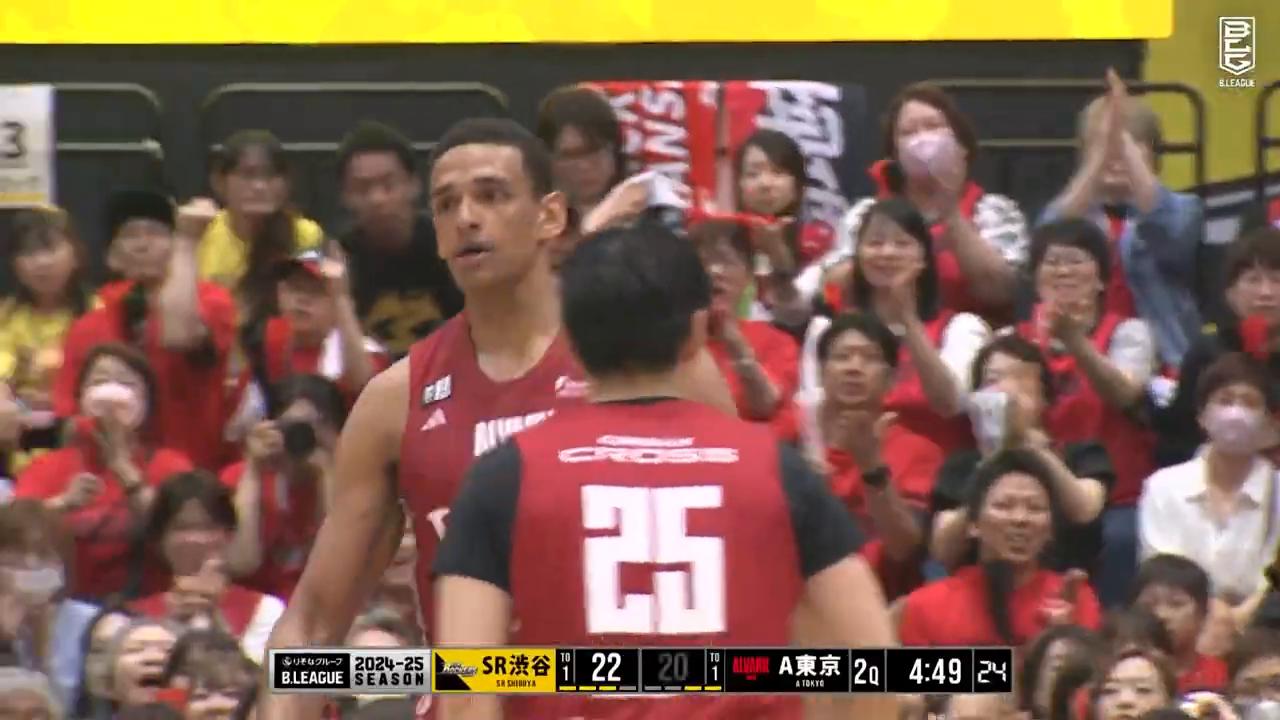 B.LEAGUE
3
ALVARK
CROSS
25
りそなグループ
B.LEAGUE
2024-25
SEASON
SR渋谷
SR SHIBUYA
TO
1
22
20
TO
1
ALVARK
A東京
A TOKYO
2Q
4:49
24